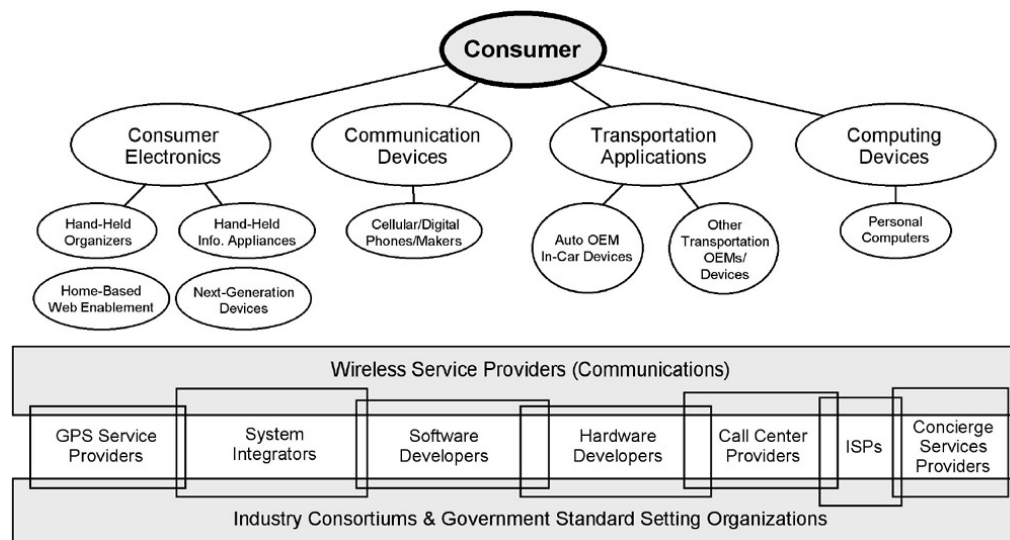 Consumer
Consumer
Electronics
Communication
Devices
Transportation
Applications
Computing
Devices
Hand-Held
Organizers
Hand-Held
Info. Appliances
Cellular/Digital
Phones/Makers
Auto OEM
In-Car Devices
Other
Transportation
OEMs/
Devices
Personal
Computers
Home-Based
Web Enablement
Next-Generation
Devices
Wireless Service Providers (Communications)
GPS Service
Providers
System
Integrators
Software
Developers
Hardware
Developers
Call Center
Providers
ISPs
Concierge
Services
Providers
Industry Consortiums & Government Standard Setting Organizations